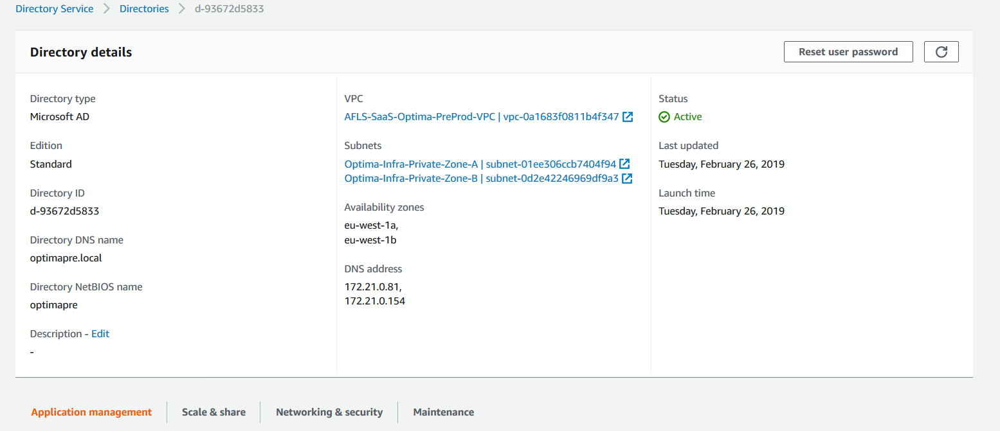 Directory Service > Directories > d-93672d5833
Directory details
Reset user password
Directory type
Microsoft AD
Edition
Standard
Directory ID
d-93672d5833
Directory DNS name
optimapre.local
Directory NetBIOS name
optimapre
Description - Edit
-
VPC
AFLS-SaaS-Optima-PreProd-VPC | vpc-0a1683f0811b4f347
Subnets
Optima-Infra-Private-Zone-A | subnet-01ee306ccb7404f94
Optima-Infra-Private-Zone-B | subnet-0d2e42246969df9a3
Availability zones
eu-west-1a,
eu-west-1b
DNS address
172.21.0.81,
172.21.0.154
Status
Active
Last updated
Tuesday, February 26, 2019
Launch time
Tuesday, February 26, 2019
Application management
Scale & share
Networking & security
Maintenance